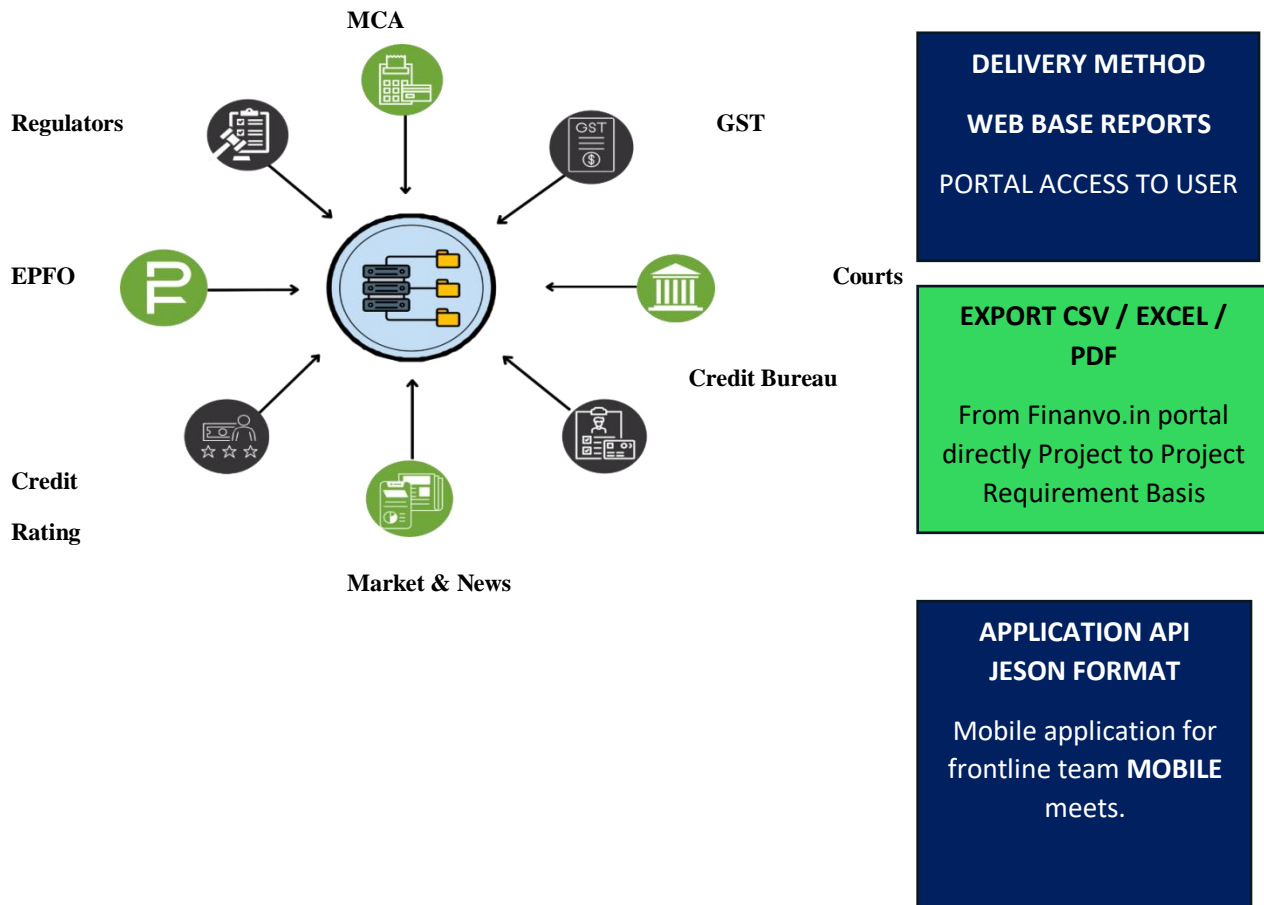 MCA
Regulators
GST
GST
$
EPFO
Courts
Credit Bureau
Credit
Rating
Market & News
DELIVERY METHOD
WEB BASE REPORTS
PORTAL ACCESS TO USER
EXPORT CSV / EXCEL /
PDF
From Finanvo.in portal
directly Project to Project
Requirement Basis
APPLICATION API
JESON FORMAT
Mobile application for
frontline team MOBILE
meets.